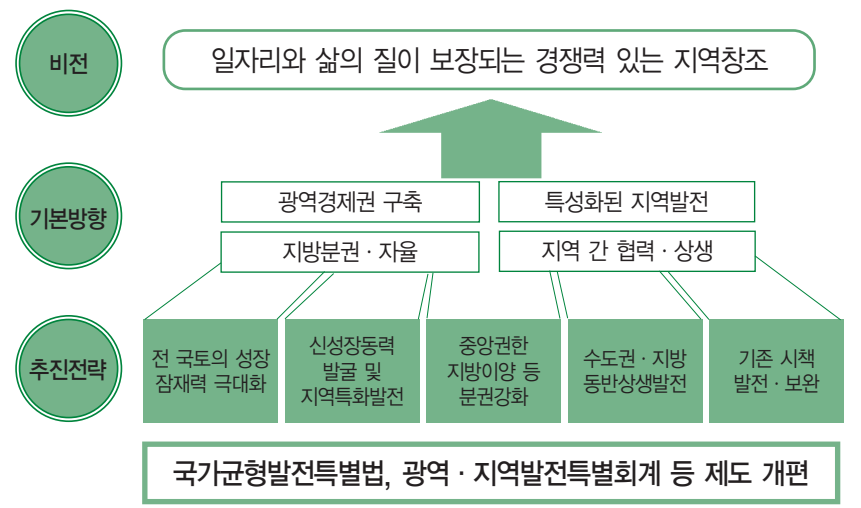 비전
일자리와 삶의 질이 보장되는 경쟁력 있는 지역창조
기본방향
광역경제권 구축
특성화된 지역발전
지방분권 · 자율
지역 간 협력 · 상생
추진전략
전 국토의 성장
잠재력 극대화
신성장동력
발굴 및
지역특화발전
중앙권한
지방이양 등
분권강화
수도권 · 지방
동반상생발전
기존 시책
발전 · 보완
국가균형발전특별법, 광역 · 지역발전특별회계 등 제도 개편